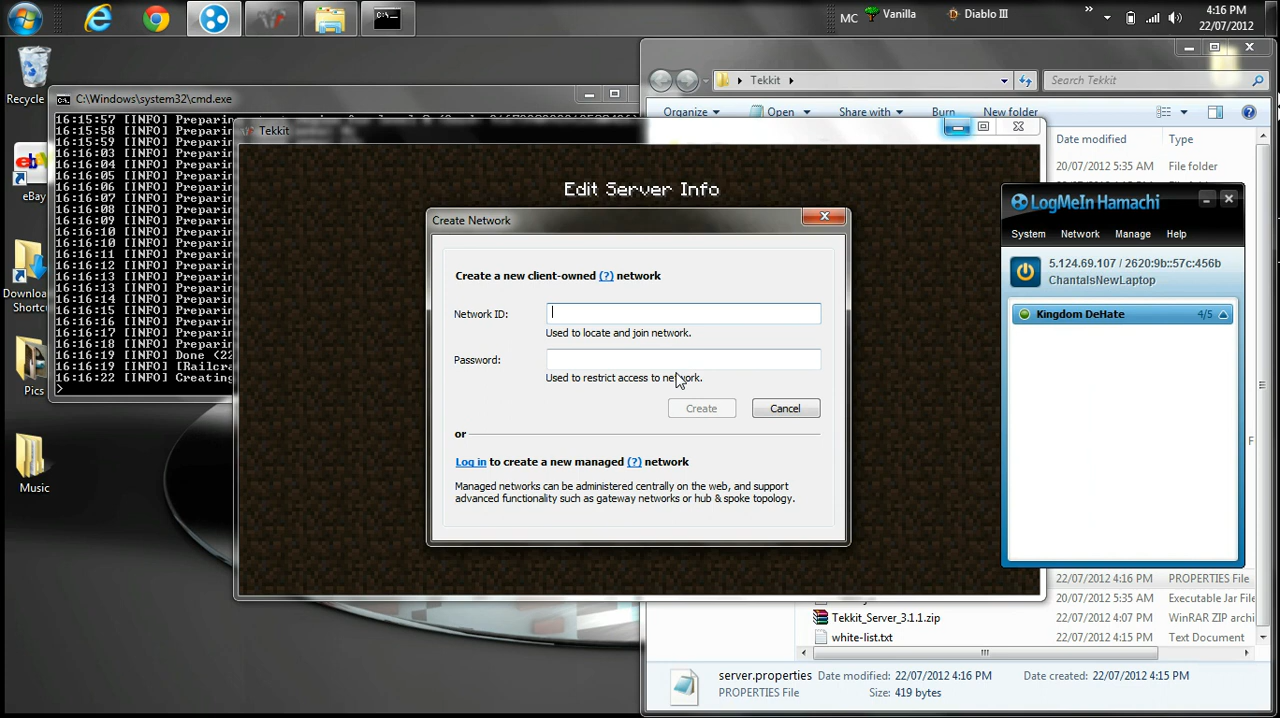 MC
Vanilla
Diablo III
»
4:16 PM
22/07/2012
Recycle
eBay
Download
Shortc
Pics
Music
C:\Windows\system32\cmd.exe
16:15:57 [INFO] Preparin
16:15:59 [INFO] Preparin
16:16:03 [INFO] Preparin
16:16:04 [INFO] Preparin
16:16:05 [INFO] Preparin
16:16:06 [INFO] Preparin
16:16:07 [INFO] Preparin
16:16:08 [INFO] Preparin
16:16:09 [INFO] Preparin
16:16:10 [INFO] Preparin
16:16:10 [INFO] Preparin
16:16:11 [INFO] Preparin
16:16:12 [INFO] Preparin
16:16:13 [INFO] Preparin
16:16:13 [INFO] Preparin
16:16:14 [INFO] Preparin
16:16:15 [INFO] Preparin
16:16:16 [INFO] Preparin
16:16:17 [INFO] Preparin
16:16:18 [INFO] Preparin
16:16:19 [INFO] Done (22
16:16:19 [INFO] [Railcra
16:16:22 [INFO] Creating
>
Tekkit
Edit Server Info
Create Network
Create a new client-owned (?) network
Network ID:
Used to locate and join network.
Password:
Used to restrict access to network.
Create Cancel
or
Log in to create a new managed (?) network
Managed networks can be administered centrally on the web, and support
advanced functionality such as gateway networks or hub & spoke topology.
Tekkit
Search Tekkit
Organize Open Share with Burn New folder
Date modified Type
20/07/2012 5:35 AM File folder
LogMeIn Hamachi
System Network Manage Help
5.124.69.107 / 2620:9b::57c:456b
ChantalsNewLaptop
Kingdom DeHate 4/5
22/07/2012 4:16 PM PROPERTIES File
20/07/2012 5:35 AM Executable Jar File
Tekkit_Server_3.1.1.zip 22/07/2012 4:07 PM WinRAR ZIP archi
white-list.txt 22/07/2012 4:15 PM Text Document
server.properties Date modified: 22/07/2012 4:16 PM Date created: 22/07/2012 4:15 PM
PROPERTIES File Size: 419 bytes